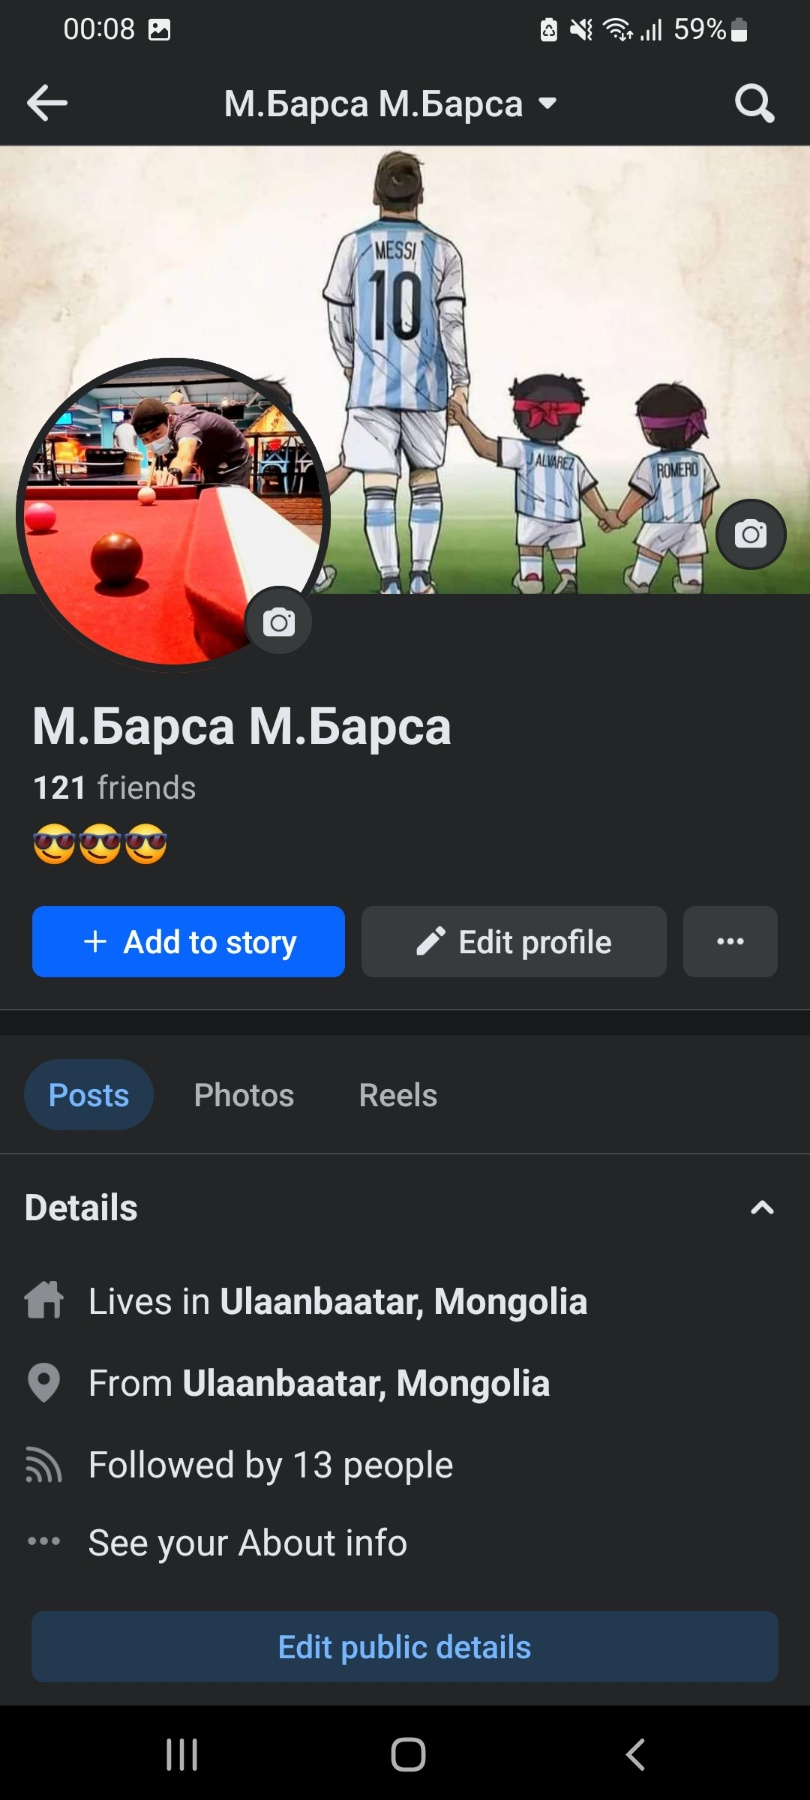 00:08 59%
М.Барса М.Барса
MESSI
10
J ALVAREZ
ROMERO
М.Барса М.Барса
121 friends
😎😎😎
+ Add to story Edit profile ...
Posts Photos Reels
Details
Lives in Ulaanbaatar, Mongolia
From Ulaanbaatar, Mongolia
Followed by 13 people
See your About info
Edit public details